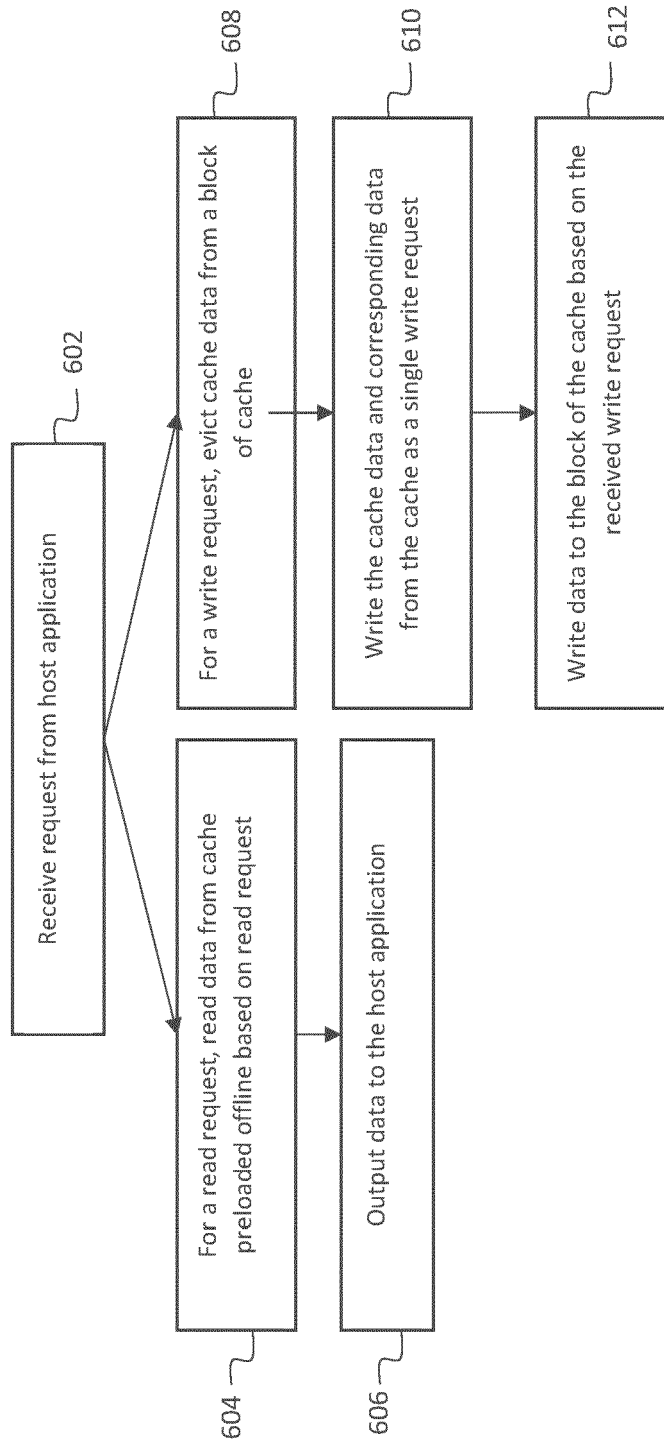 602
Receive request from host application
604
For a read request, read data from cache
preloaded offline based on read request
606
Output data to the host application
608
For a write request, evict cache data from a block
of cache
610
Write the cache data and corresponding data
from the cache as a single write request
612
Write data to the block of the cache based on the
received write request